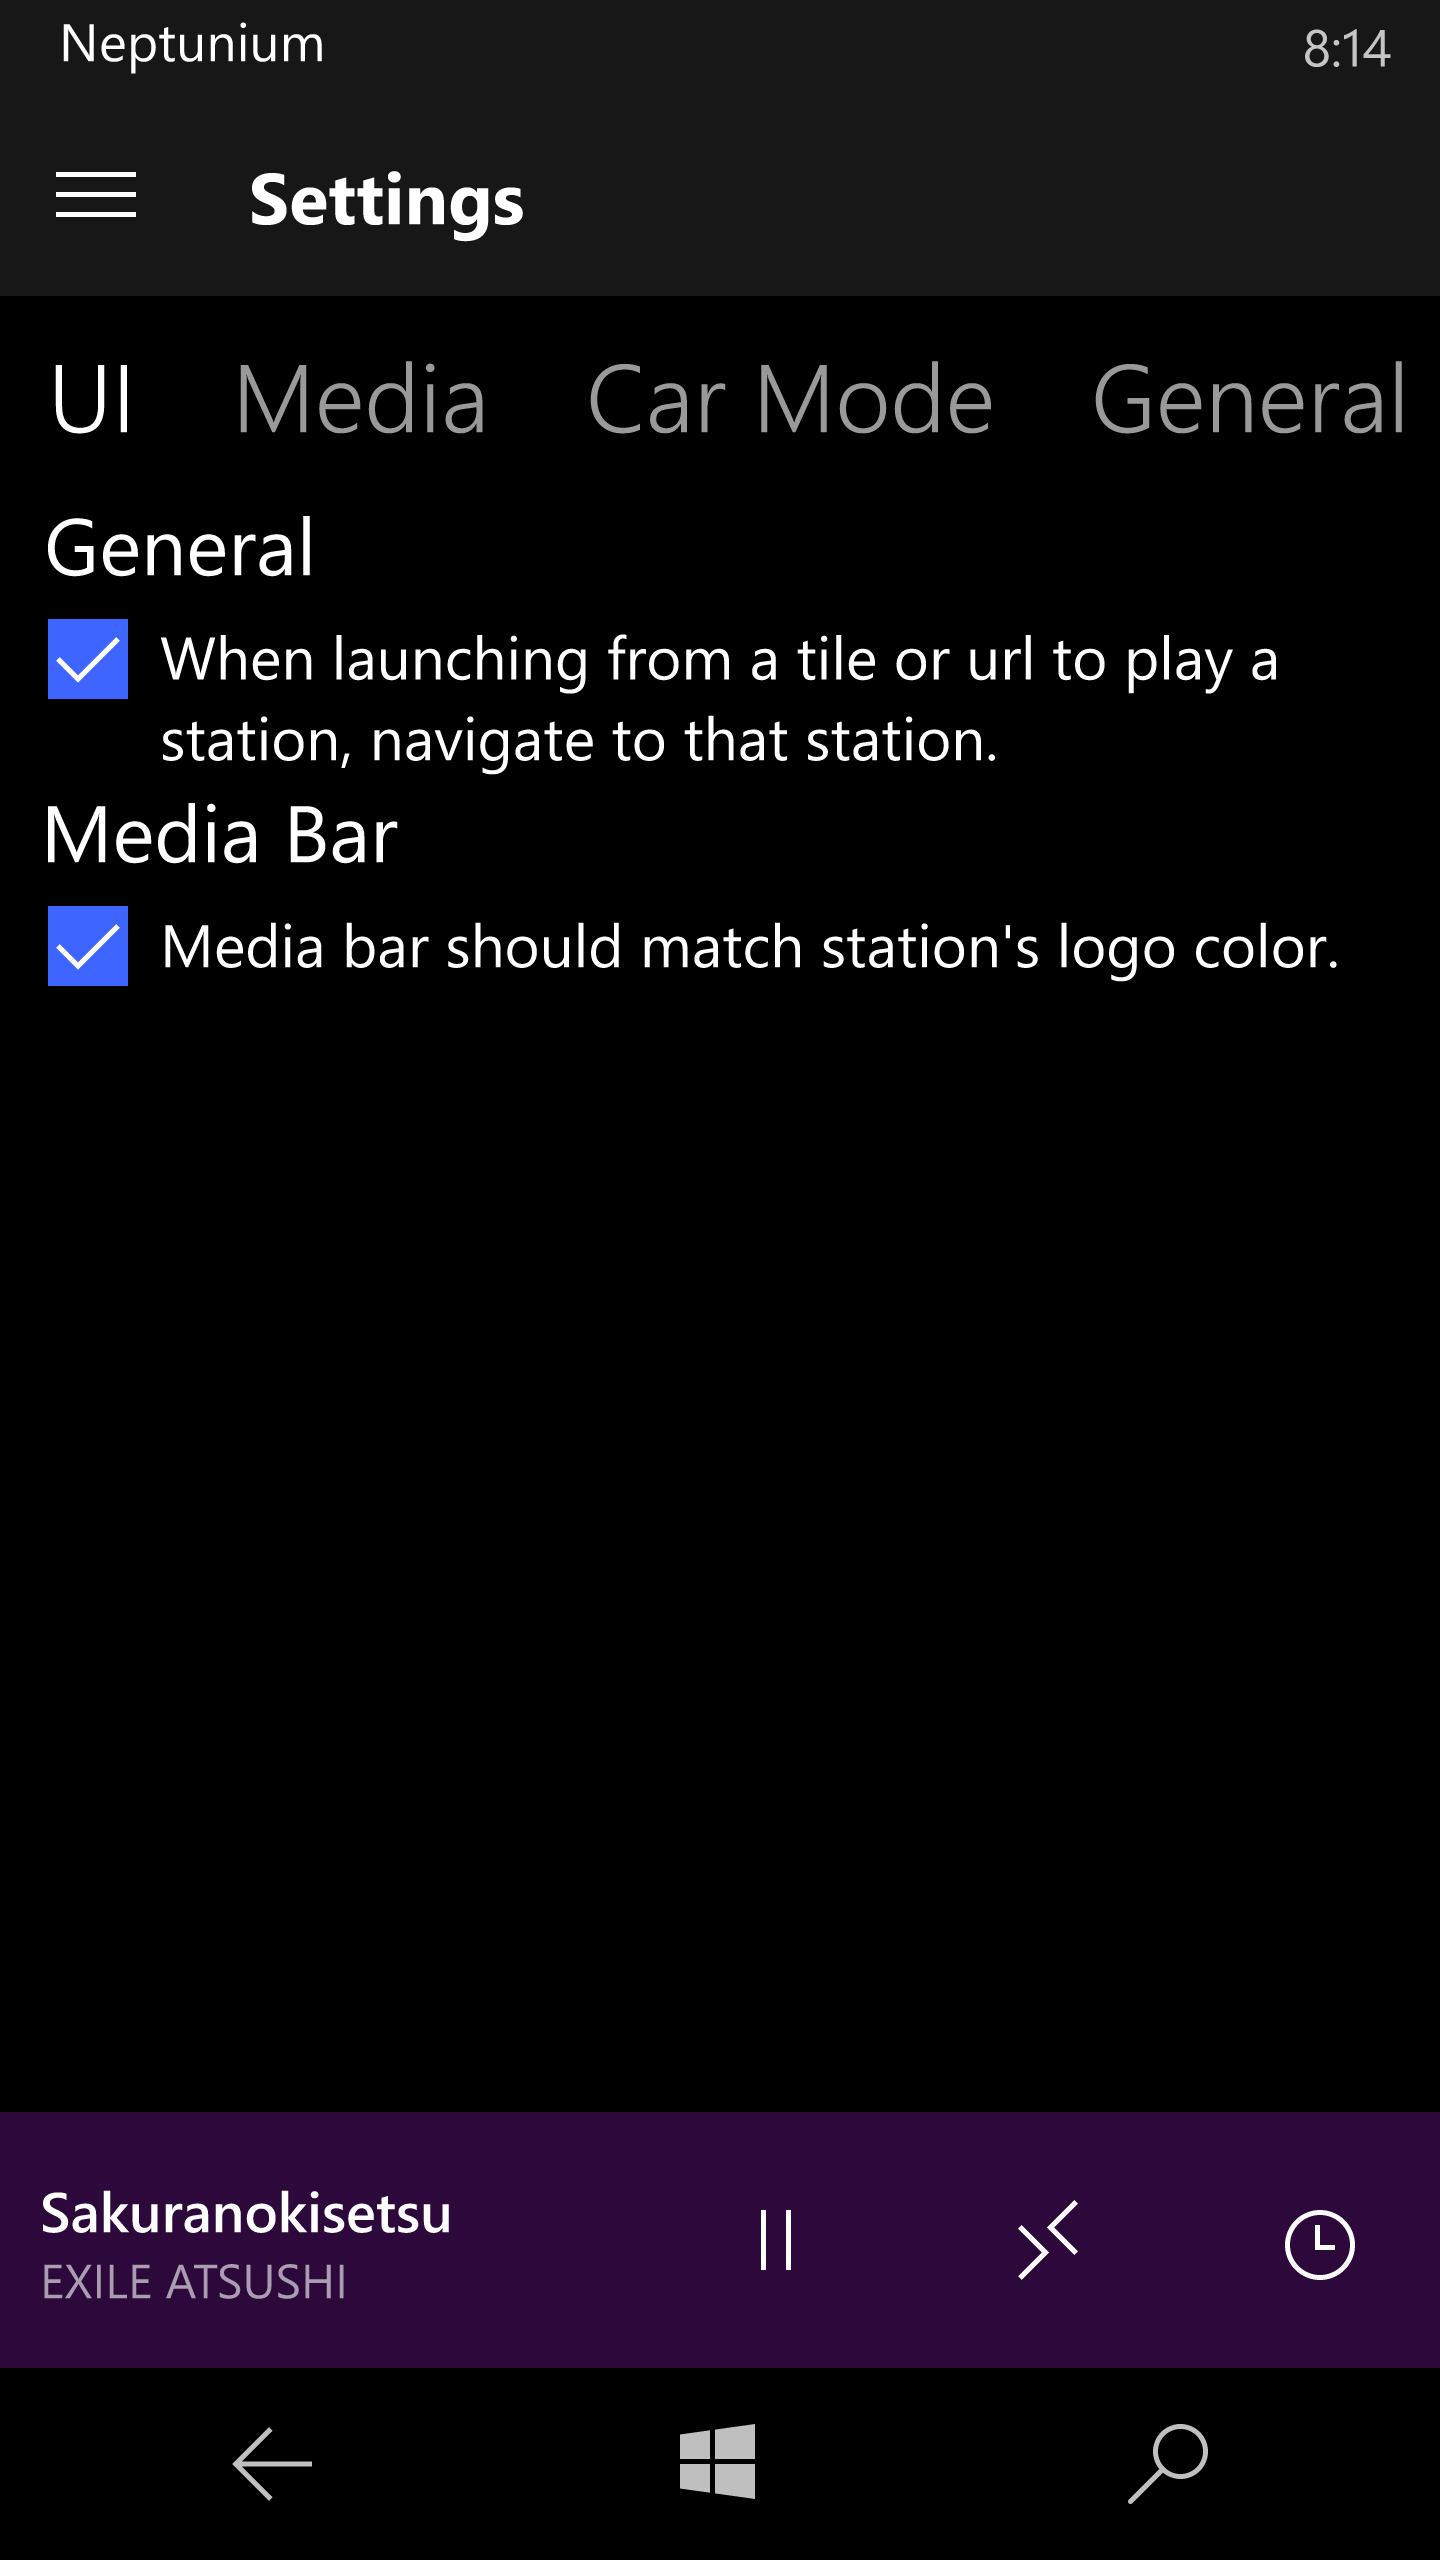 Neptunium
8:14
Settings
UI
Media
Car Mode
General
General
When launching from a tile or url to play a
station, navigate to that station.
Media Bar
Media bar should match station's logo color.
Sakuranokisetsu
EXILE ATSUSHI